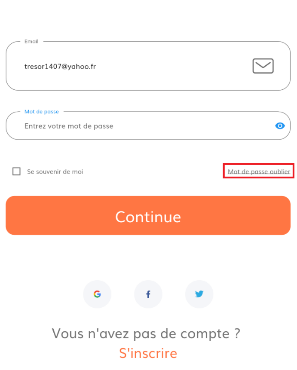 Email
tresor1407@yahoo.fr
Mot de passe
Entrez votre mot de passe
Se souvenir de moi
Mot de passe oublier
Continue
Vous n'avez pas de compte ?
S'inscrire